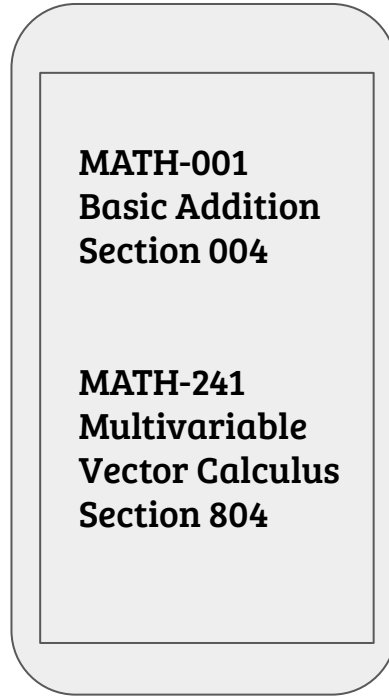 MATH-001
Basic Addition
Section 004
MATH-241
Multivariable
Vector Calculus
Section 804